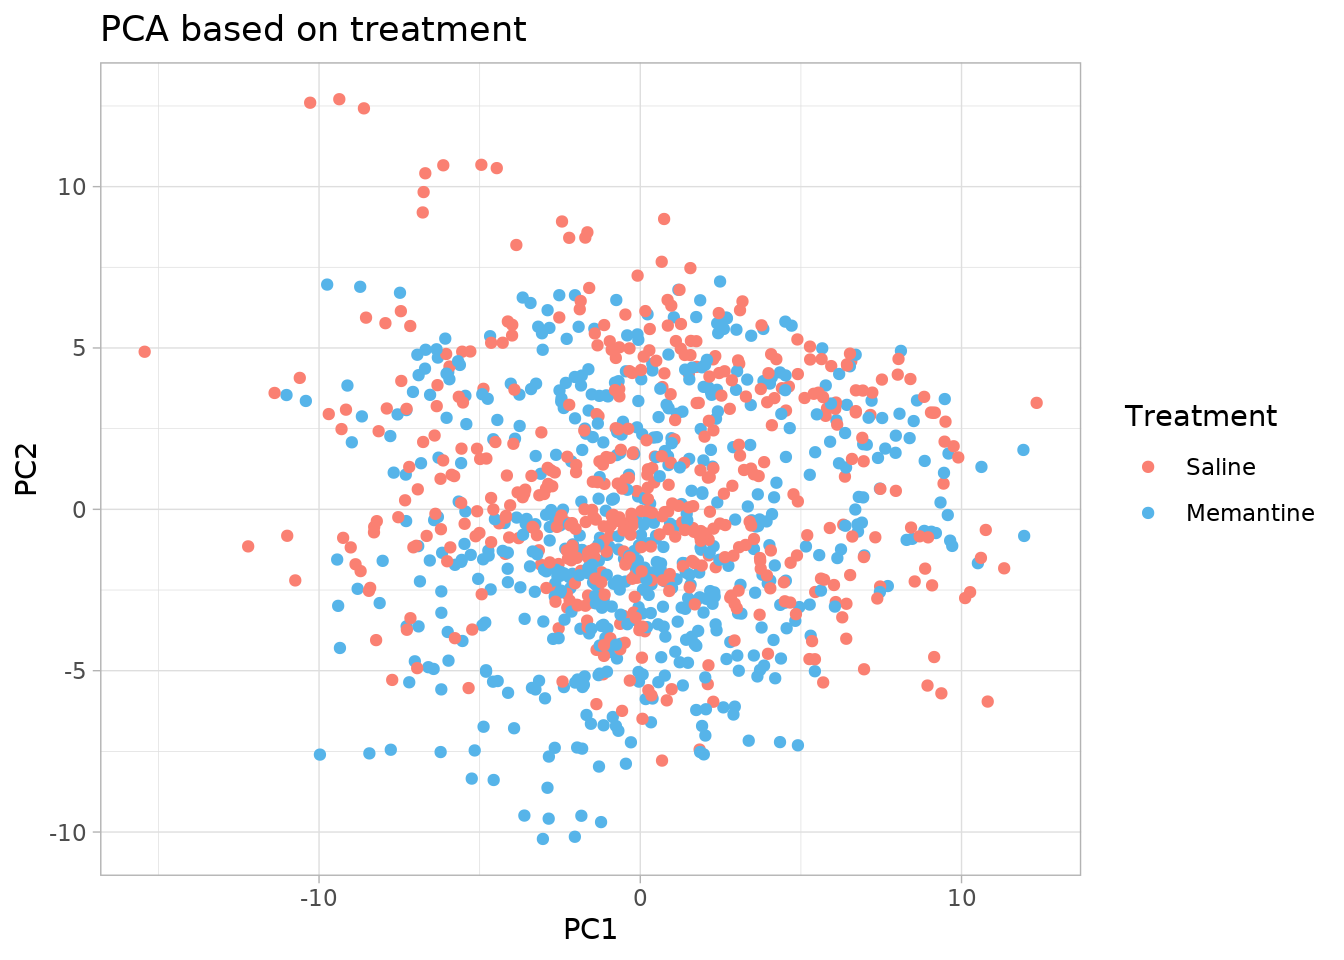 PCA based on treatment
10
5
0
-5
-10
PC2
-10
0
10
PC1
Treatment
Saline
Memantine